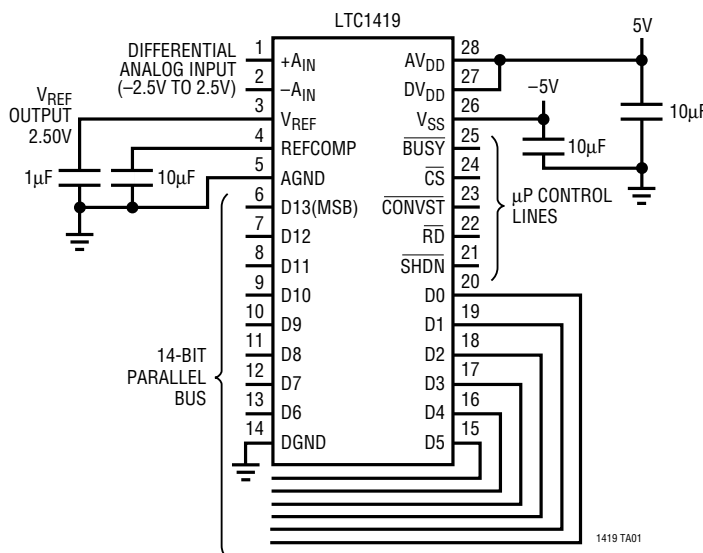 LTC1419
DIFFERENTIAL
ANALOG INPUT
(–2.5V TO 2.5V)
VREF
OUTPUT
2.50V
1µF
10µF
1 +AIN
2 –AIN
3 VREF
4 REFCOMP
5 AGND
6 D13(MSB)
7 D12
8 D11
9 D10
10 D9
11 D8
12 D7
13 D6
14 DGND
14-BIT
PARALLEL
BUS
AVDD 28
DVDD 27
VSS 26
BUSY 25
CS 24
CONVST 23
RD 22
SHDN 21
D0 20
D1 19
D2 18
D3 17
D4 16
D5 15
5V
–5V
10µF
10µF
µP CONTROL
LINES
1419 TA01